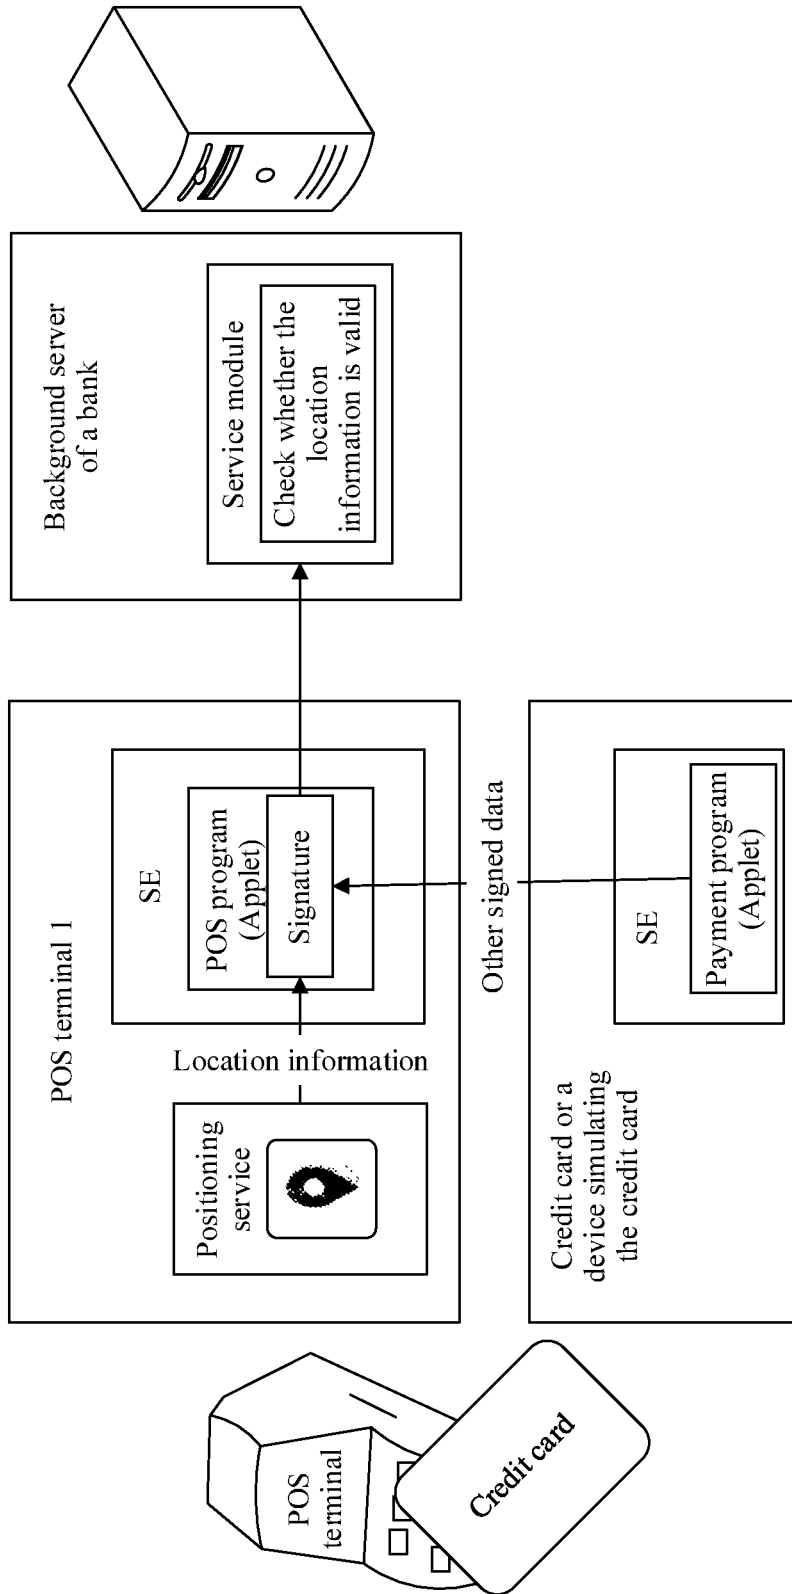 POS
terminal
Credit card
POS terminal 1
Positioning
service
Location information
SE
POS program
(Applet)
Signature
Background server
of a bank
Service module
Check whether the
location
information is valid
Other signed data
Credit card or a
device simulating
the credit card
SE
Payment program
(Applet)